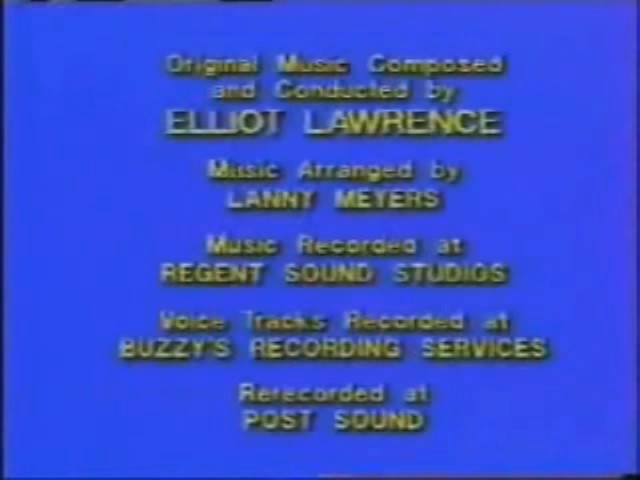 Original Music Composed
and Conducted by
ELLIOT LAWRENCE
Music Arranged by
LANNY MEYERS
Music Recorded at
REGENT SOUND STUDIOS
Voice Tracks Recorded at
BUZZY'S RECORDING SERVICES
Rerecorded at
POST SOUND